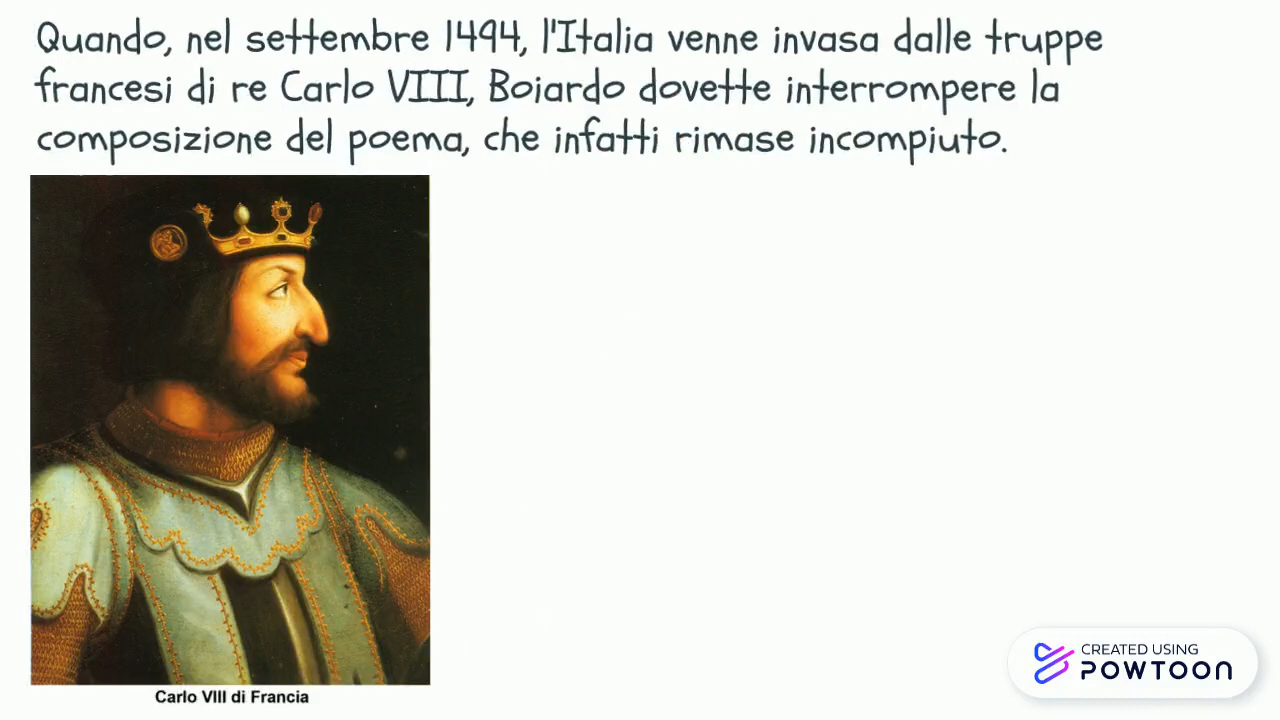 Quando, nel settembre 1494, l'Italia venne invasa dalle truppe
francesi di re Carlo VIII, Boiardo dovette interrompere la
composizione del poema, che infatti rimase incompiuto.
Carlo VIII di Francia
CREATED USING
POWTOON